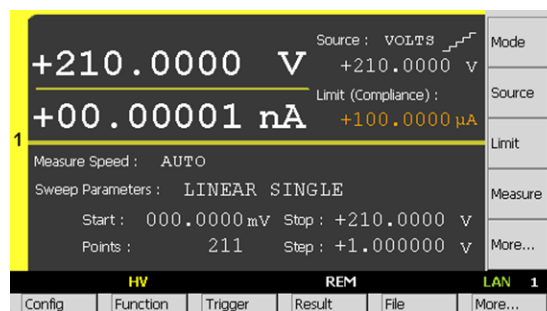 Source : VOLTS
+210.0000 V
+210.0000 V
Limit (Compliance) :
+00.00001 nA
+100.0000 µA
1
Measure Speed : AUTO
Sweep Parameters : LINEAR SINGLE
Start : 000.0000 mV Stop : +210.0000 V
Points : 211 Step : +1.000000 V
Mode
Source
Limit
Measure
More...
HV REM LAN 1
Config Function Trigger Result File More...